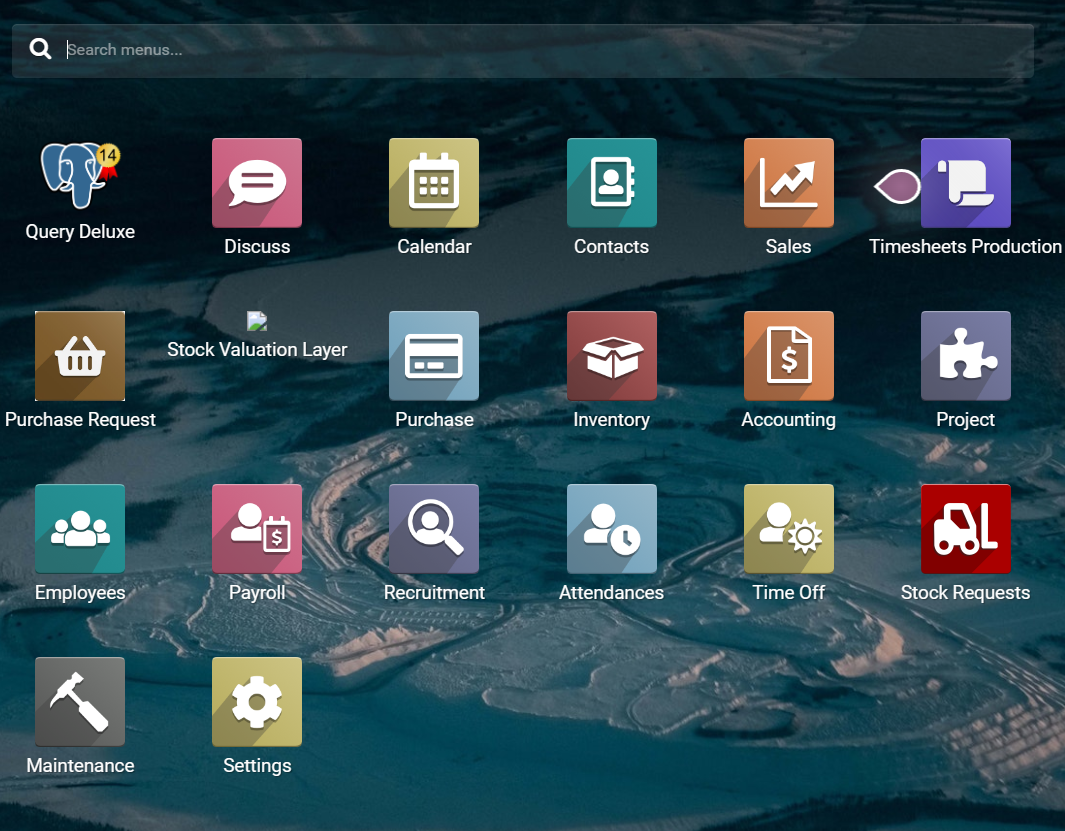 Search menus...
14
Query Deluxe
Discuss
Calendar
Contacts
Sales
Timesheets Production
Purchase Request
Stock Valuation Layer
Purchase
$
Inventory
Accounting
Project
Employees
$
Payroll
Recruitment
Attendances
Time Off
Stock Requests
Maintenance
Settings